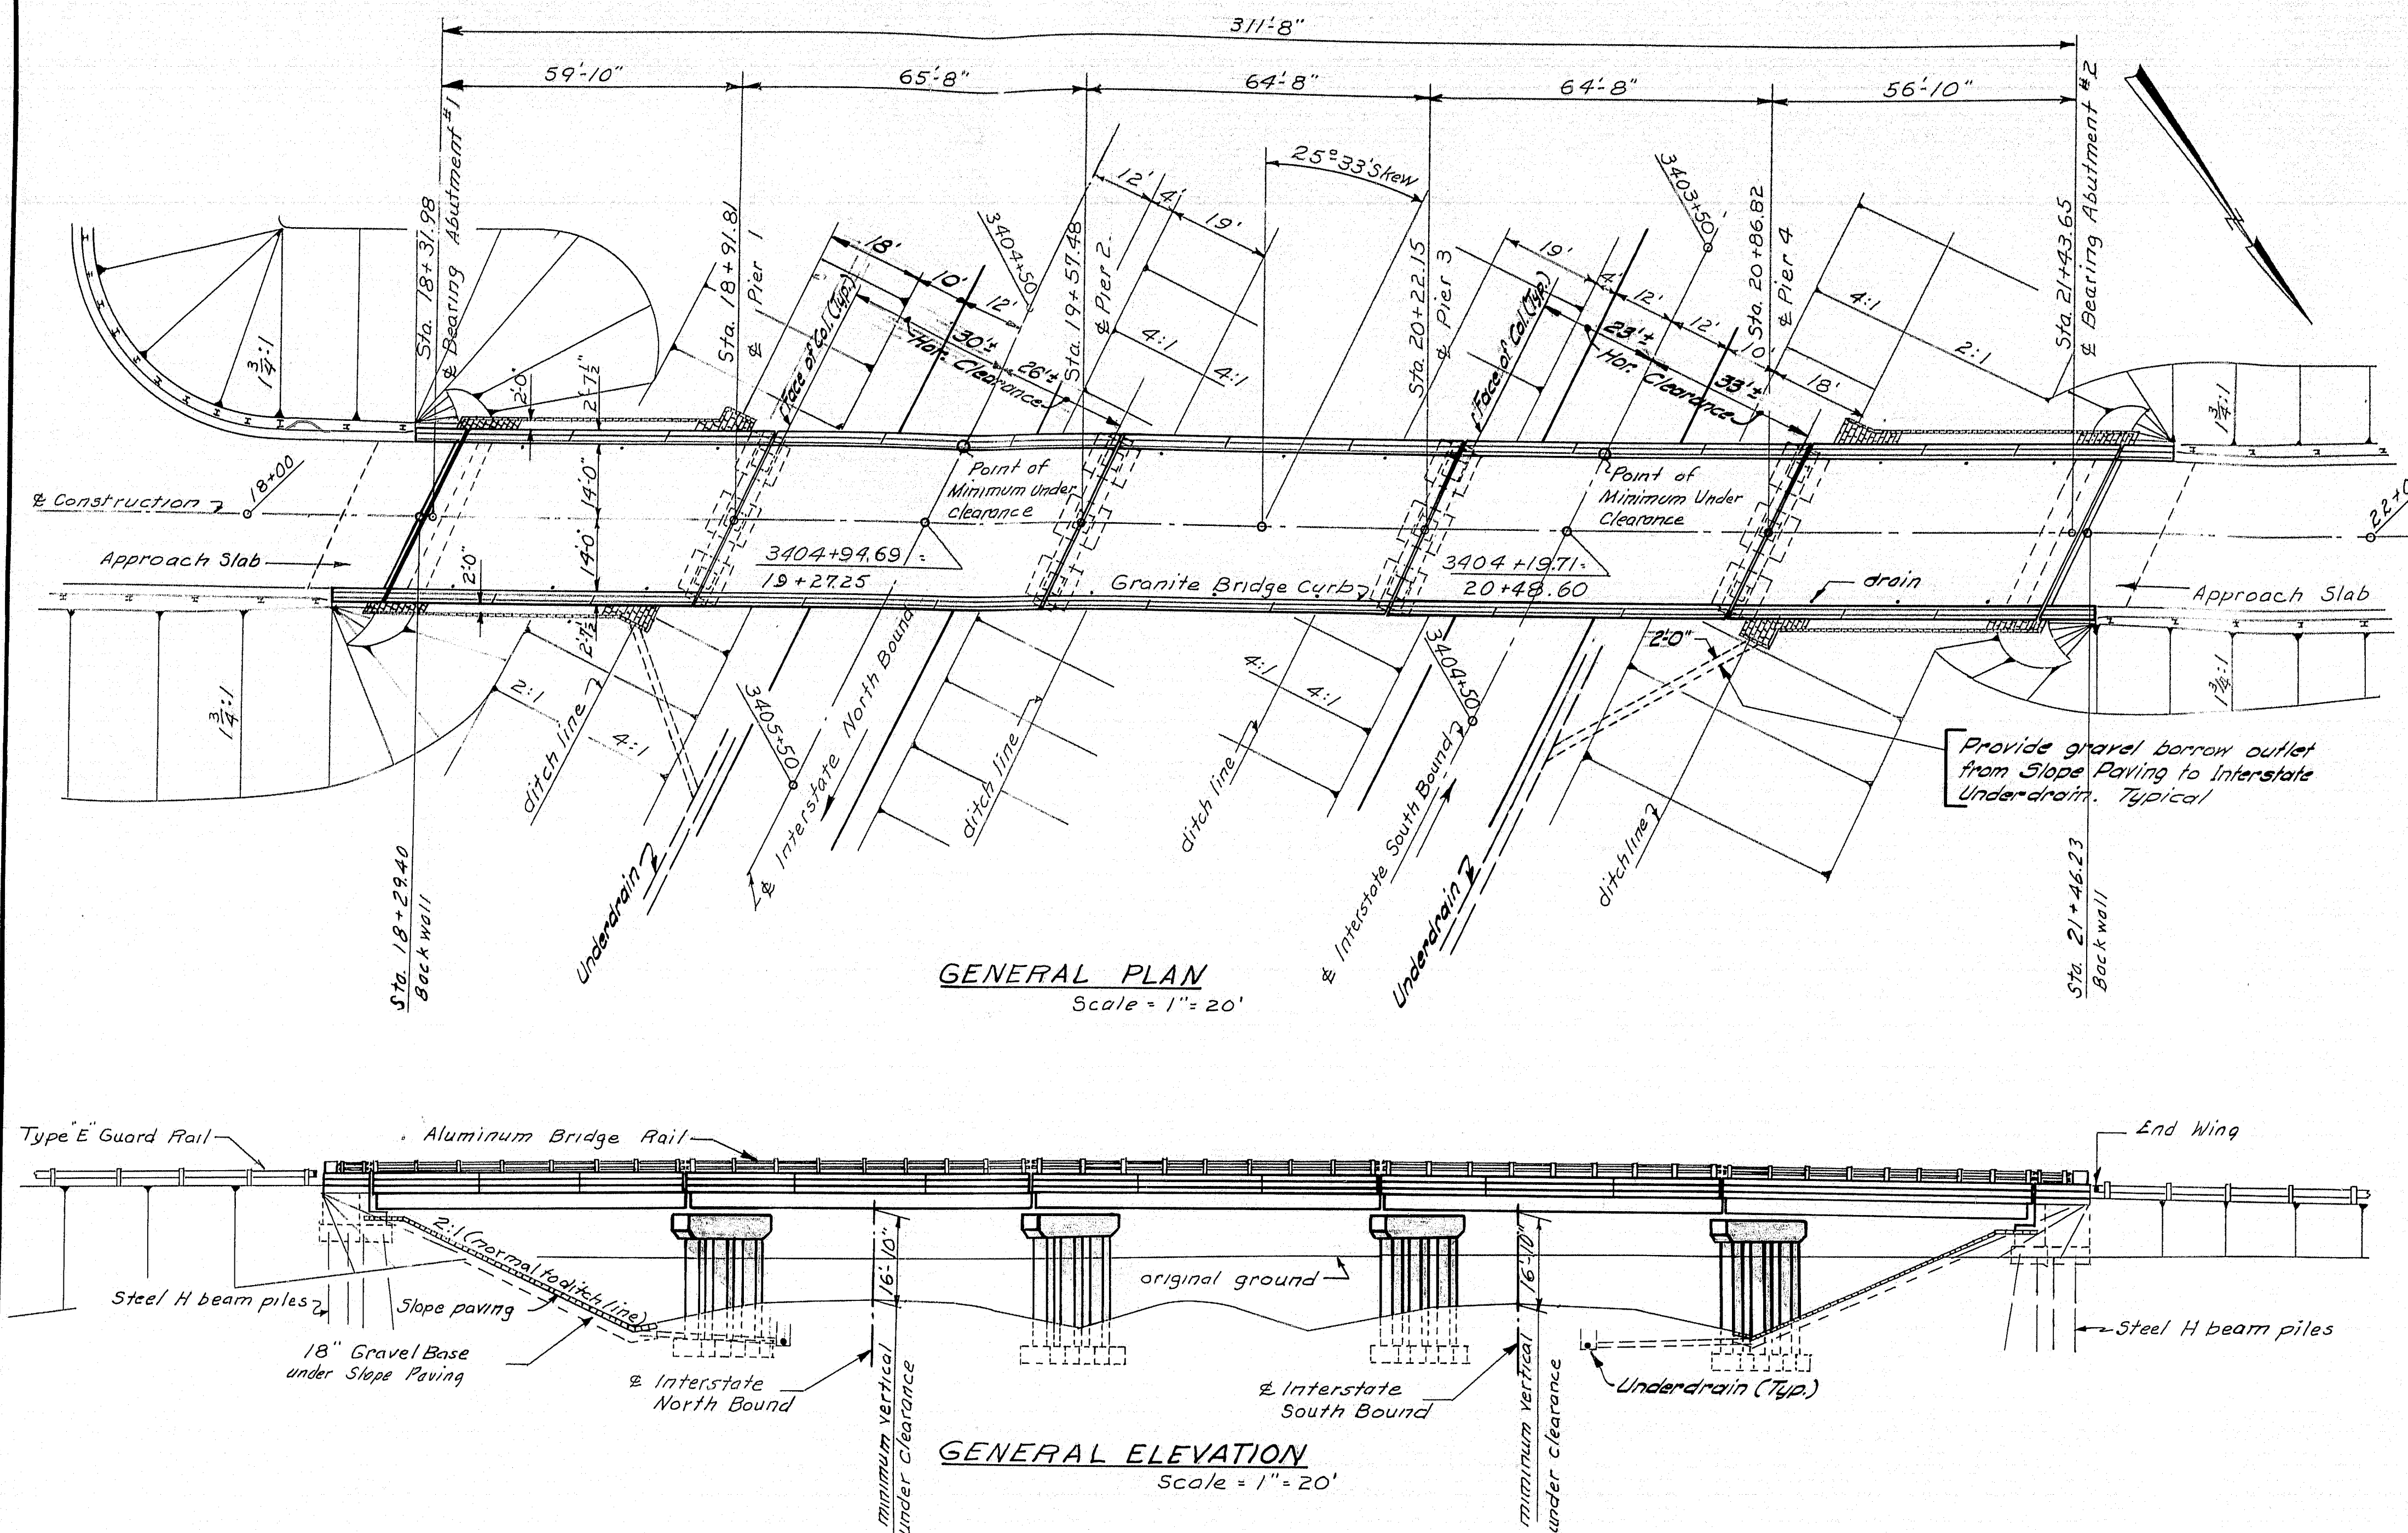 311'-8"
59'-10"
65'-8"
64'-8"
64'-8"
56'-10"
Sta. 18+31.98
℄ Bearing Abutment #1
Sta. 18+91.81
℄ Pier 1
Sta. 19+57.48
℄ Pier 2
Sta. 20+22.15
℄ Pier 3
Sta. 20+86.82
℄ Pier 4
Sta. 21+43.65
℄ Bearing Abutment #2
25°33' Skew
12'
4'
19'
3404+50
3403+50
18'
10'
12'
(Face of Col. (Typ.)
30'±
26'±
Hor. Clearance
4:1
4:1
19'
4'
12'
12'
10'
18'
(Face of Col. (Typ.)
23'±
33'±
Hor. Clearance
4:1
2:1
1 3/4:1
1 3/4:1
2'-0"
2'-7 1/2"
N
℄ Construction
18+00
14'-0"
14'-0"
Point of
Minimum Under
Clearance
Point of
Minimum Under
Clearance
Approach Slab
2'-0"
2'-7 1/2"
3404+94.69 =
19+27.25
Granite Bridge Curb
3404+19.71 =
20+48.60
drain
Approach Slab
1 3/4:1
2:1
4:1
ditch line
Underdrain
3405+50
℄ Interstate North Bound
ditch line
4:1
4:1
ditch line
3404+50
℄ Interstate South Bound
Underdrain
ditch line
2'-0"
1 3/4:1
Provide gravel borrow outlet
from Slope Paving to Interstate
Underdrain. Typical
Sta. 18+29.40
Back wall
Sta. 21+46.23
Back wall
GENERAL PLAN
Scale = 1"= 20'
Type "E" Guard Rail
Aluminum Bridge Rail
End Wing
2:1 (normal to ditch line)
16'-10"
16'-10"
original ground
Steel H beam piles
Slope paving
18" Gravel Base
under Slope Paving
℄ Interstate
North Bound
minimum vertical
under clearance
℄ Interstate
South Bound
minimum vertical
under clearance
Underdrain (Typ.)
Steel H beam piles
GENERAL ELEVATION
Scale = 1"= 20'